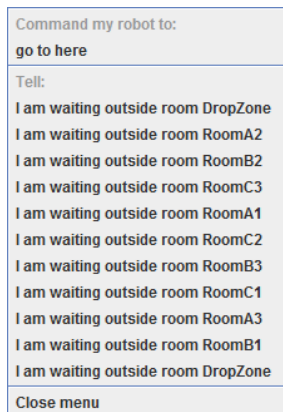 Command my robot to:
go to here
Tell:
I am waiting outside room DropZone
I am waiting outside room RoomA2
I am waiting outside room RoomB2
I am waiting outside room RoomC3
I am waiting outside room RoomA1
I am waiting outside room RoomC2
I am waiting outside room RoomB3
I am waiting outside room RoomC1
I am waiting outside room RoomA3
I am waiting outside room RoomB1
I am waiting outside room DropZone
Close menu